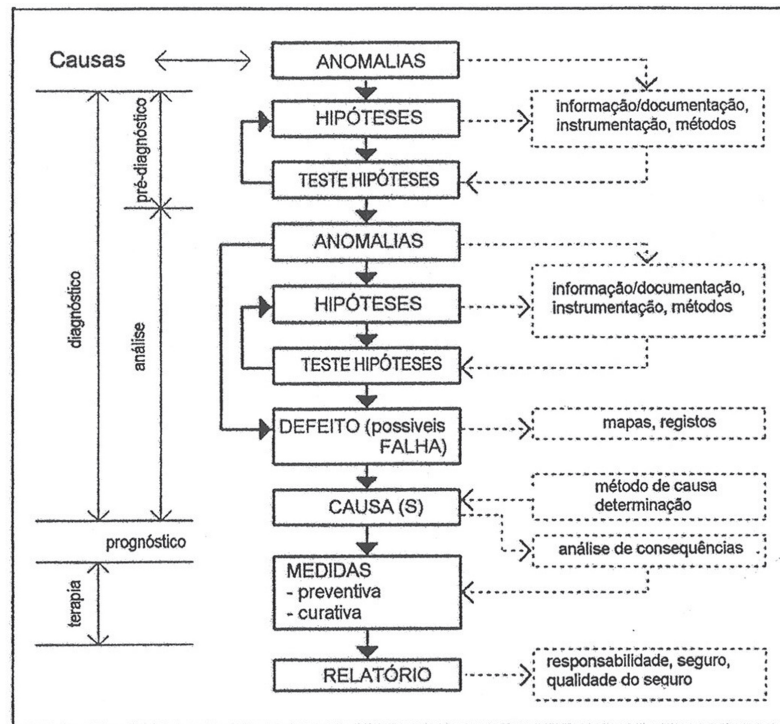 Causas
ANOMALIAS
informação/documentação,
instrumentação, métodos
HIPÓTESES
TESTE HIPÓTESES
pré-diagnóstico
ANOMALIAS
informação/documentação,
instrumentação, métodos
HIPÓTESES
TESTE HIPÓTESES
diagnóstico
análise
DEFEITO (possiveis
FALHA)
mapas, registos
CAUSA (S)
método de causa
determinação
prognóstico
análise de consequências
terapia
MEDIDAS
- preventiva
- curativa
RELATÓRIO
responsabilidade, seguro,
qualidade do seguro